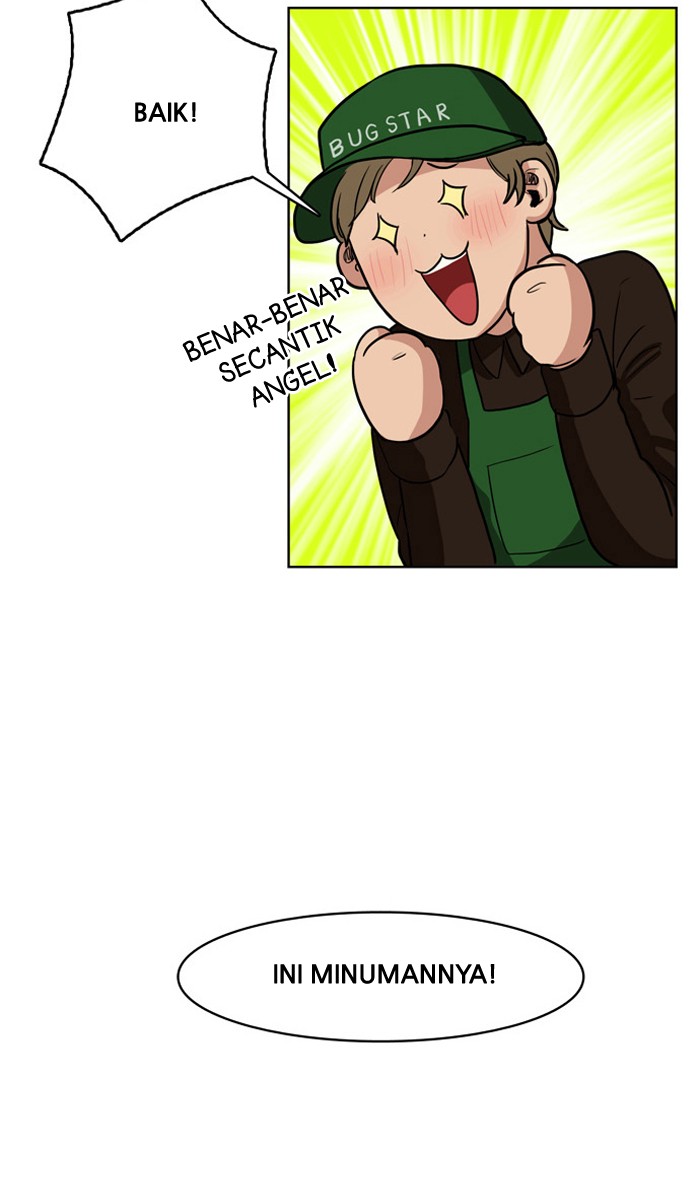 BAIK!
BUG STAR
BENAR-BENAR
SECANTIK
ANGEL!
INI MINUMANNYA!